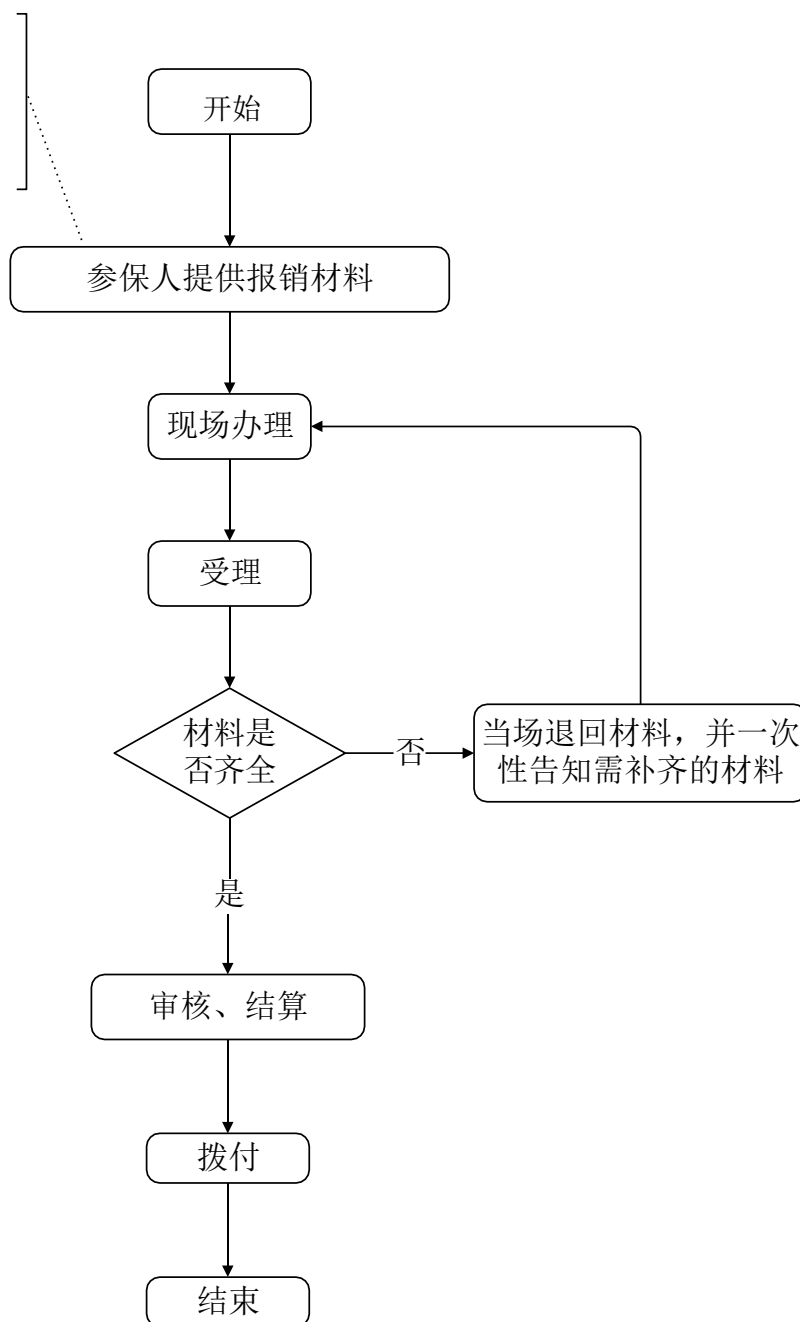 开始
参保人提供报销材料
现场办理
受理
材料是
否齐全
否
当场退回材料，并一次
性告知需补齐的材料
是
审核、结算
拨付
结束